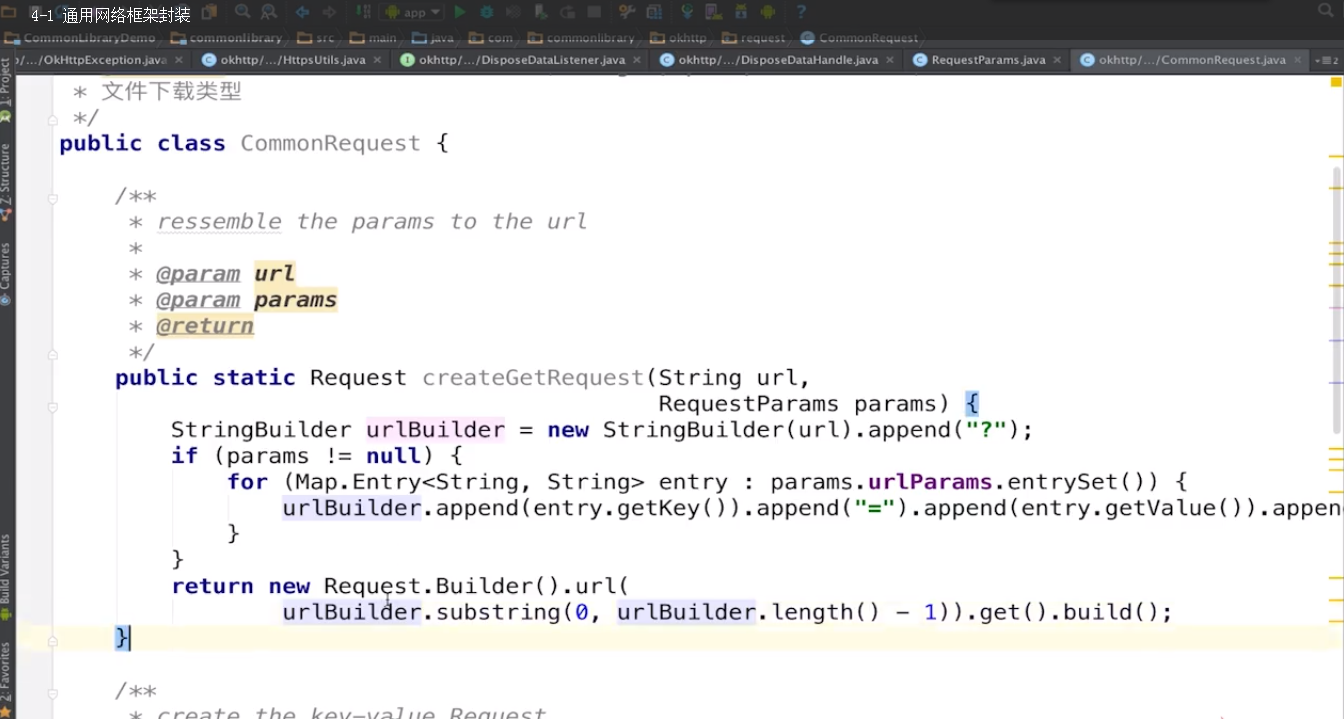 4-1 通用网络框架封装
app
CommonLibraryDemo commonlibrary src main java com commonlibrary okhttp request CommonRequest
/.../OkHttpException.java okhttp/.../HttpsUtils.java okhttp/.../DisposeDataListener.java okhttp/.../DisposeDataHandle.java RequestParams.java okhttp/.../CommonRequest.java
1: Project
Z: Structure
Captures
Build Variants
2: Favorites
* 文件下载类型
*/
public class CommonRequest {
/**
* ressemble the params to the url
*
* @param url
* @param params
* @return
*/
public static Request createGetRequest(String url,
RequestParams params) {
StringBuilder urlBuilder = new StringBuilder(url).append("?");
if (params != null) {
for (Map.Entry<String, String> entry : params.urlParams.entrySet()) {
urlBuilder.append(entry.getKey()).append("=").append(entry.getValue()).appen
}
}
return new Request.Builder().url(
urlBuilder.substring(0, urlBuilder.length() - 1)).get().build();
}
/**
* create the key-value Request